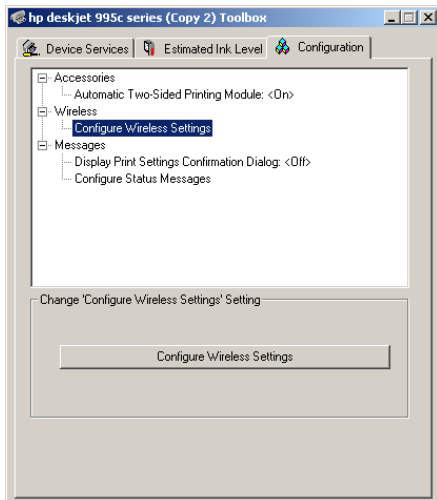 hp deskjet 995c series (Copy 2) Toolbox
Device Services Estimated Ink Level Configuration
Accessories
Automatic Two-Sided Printing Module: <On>
Wireless
Configure Wireless Settings
Messages
Display Print Settings Confirmation Dialog: <Off>
Configure Status Messages
Change 'Configure Wireless Settings' Setting
Configure Wireless Settings